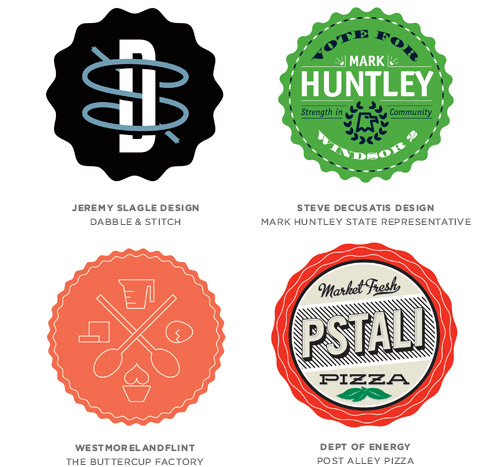 D
S
JEREMY SLAGLE DESIGN
DABBLE & STITCH
VOTE FOR
MARK
HUNTLEY
Strength in Community
WINDSOR 2
STEVE DECUSATIS DESIGN
MARK HUNTLEY STATE REPRESENTATIVE
WESTMORELANDFLINT
THE BUTTERCUP FACTORY
Market Fresh
PSTALI
PIZZA
DEPT OF ENERGY
POST ALLEY PIZZA